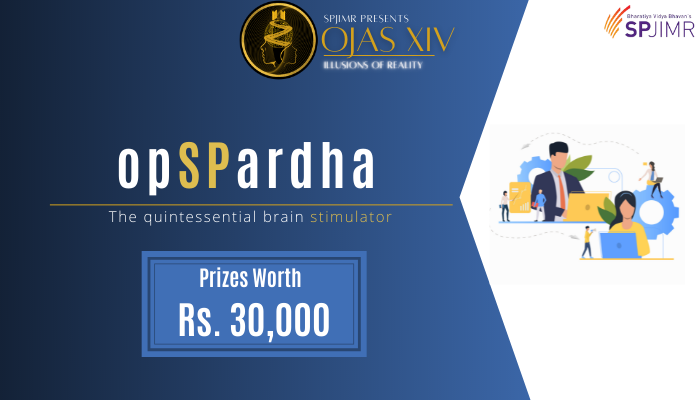 SPJIMR PRESENTS
OJAS XIV
ILLUSIONS OF REALITY
Bharatiya Vidya Bhavan's
SPJIMR
opSPardha
The quintessential brain stimulator
Prizes Worth
Rs. 30,000